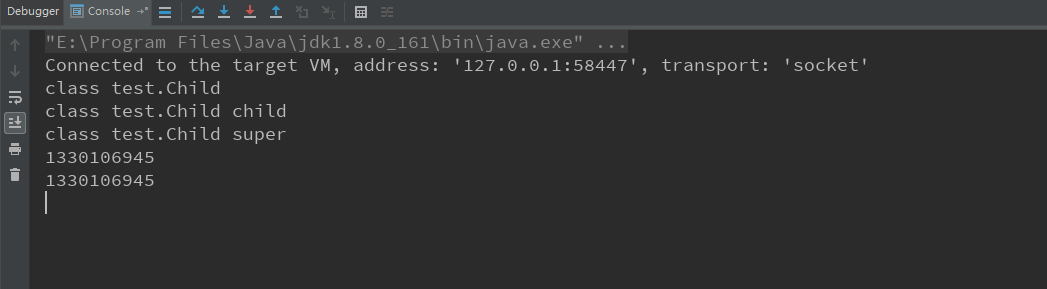 Debugger Console
"E:\Program Files\Java\jdk1.8.0_161\bin\java.exe" ...
Connected to the target VM, address: '127.0.0.1:58447', transport: 'socket'
class test.Child
class test.Child child
class test.Child super
1330106945
1330106945